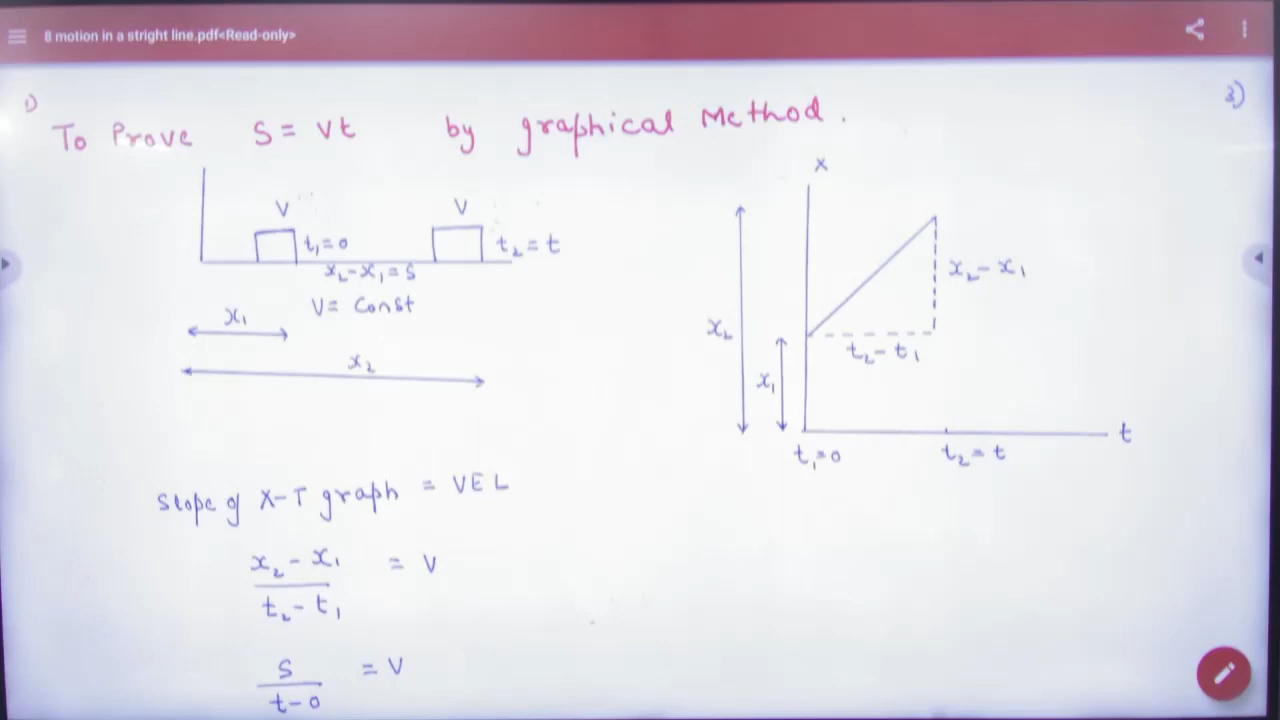 8 motion in a stright line.pdf<Read-only>
1)
3)
To Prove S = vt by graphical Method.
V
V
t₁=0
t₂ = t
x₂-x₁=s
V= Const
x₁
x₂
x
x₂
x₁
x₂-x₁
t₂-t₁
t
t₁=0
t₂=t
Slope of X-T graph = VEL
x₂-x₁ = V
t₂-t₁
S = V
t-0